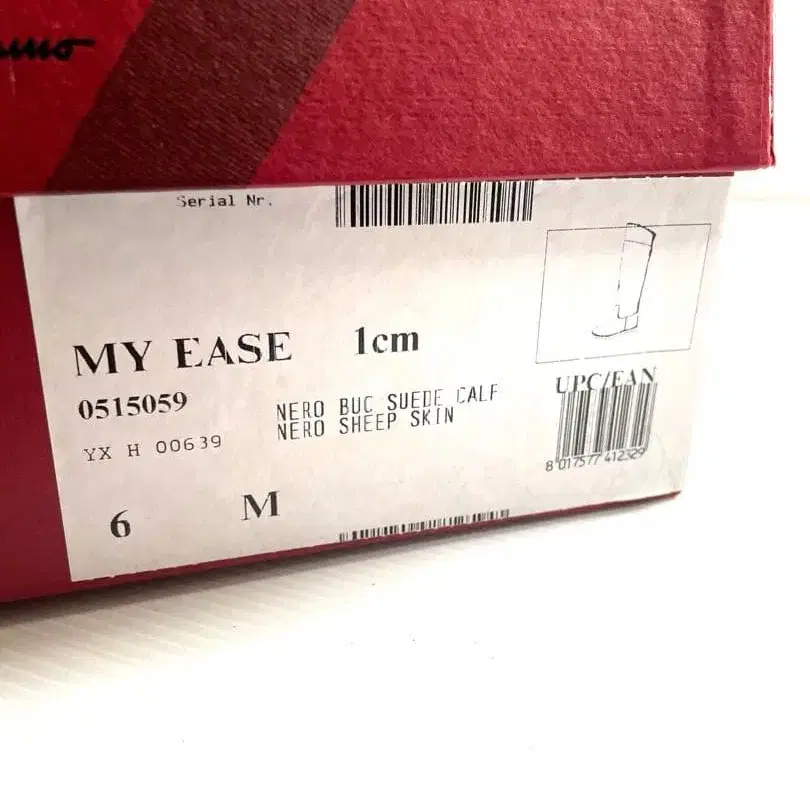 Serial Nr.
MY EASE 1cm
0515059
NERO BUC SUEDE CALF
NERO SHEEP SKIN
YX H 00639
UPC/EAN
8 017577 412329
6 M